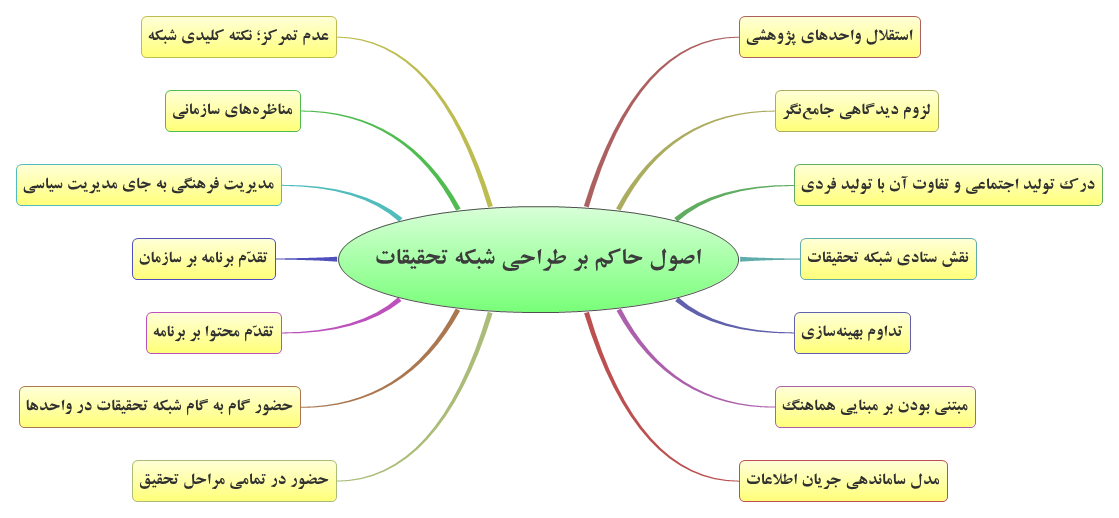 اصول حاکم بر طراحی شبکه تحقیقات
استقلال واحدهای پژوهشی
لزوم دیدگاهی جامع‌نگر
درک تولید اجتماعی و تفاوت آن با تولید فردی
نقش ستادی شبکه تحقیقات
تداوم بهینه‌سازی
مبتنی بودن بر مبنایی هماهنگ
مدل ساماندهی جریان اطلاعات
عدم تمرکز؛ نکته کلیدی شبکه
مناظره‌های سازمانی
مدیریت فرهنگی به جای مدیریت سیاسی
تقدّم برنامه بر سازمان
تقدّم محتوا بر برنامه
حضور گام به گام شبکه تحقیقات در واحدها
حضور در تمامی مراحل تحقیق